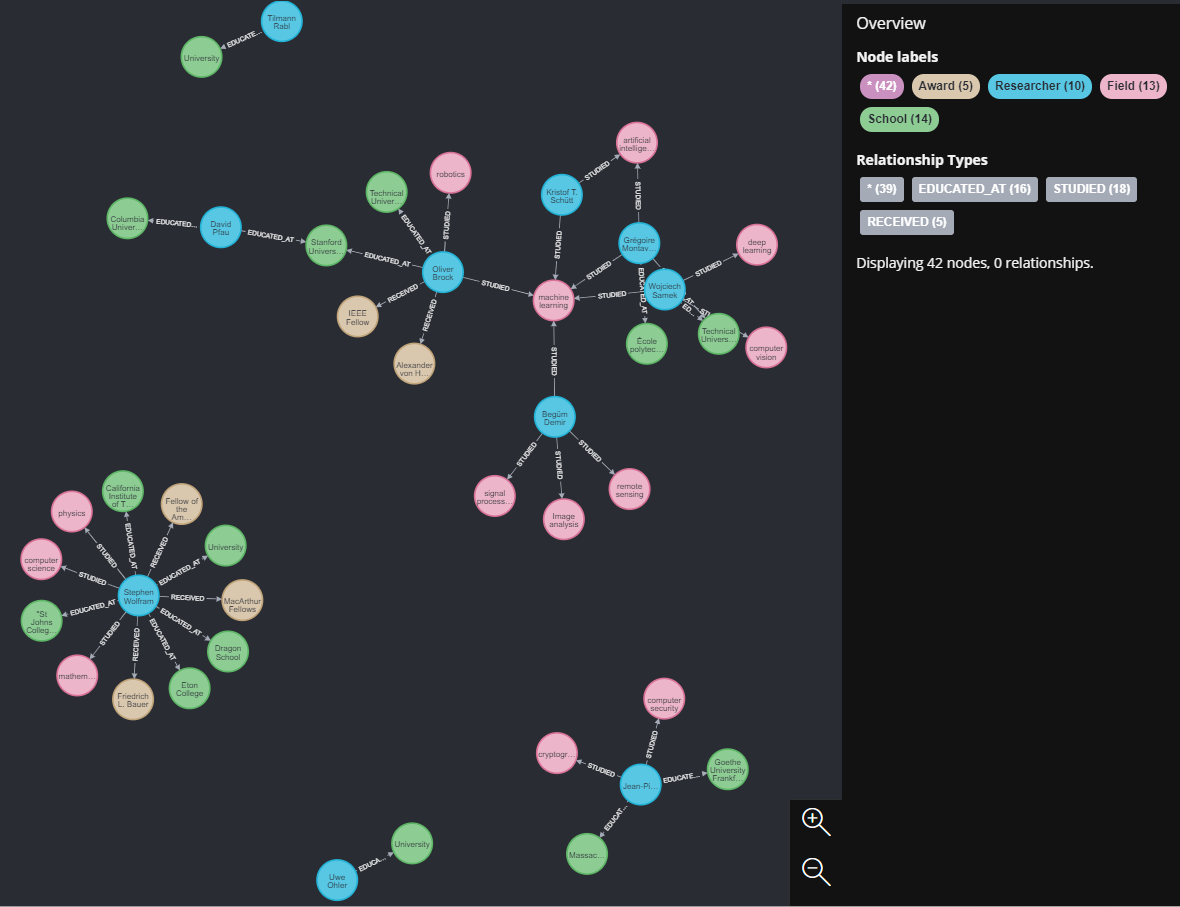 Tilmann
Rabl
EDUCATE...
University
Overview
Node labels
* (42)
Award (5)
Researcher (10)
Field (13)
School (14)
Relationship Types
* (39)
EDUCATED_AT (16)
STUDIED (18)
RECEIVED (5)
Displaying 42 nodes, 0 relationships.
artificial
intellige...
STUDIED
STUDIED
Kristof T.
Schütt
STUDIED
robotics
STUDIED
Technical
Univer...
EDUCATED_AT
Columbia
Univer...
EDUCATED...
David
Pfau
EDUCATED_AT
Stanford
Univers...
EDUCATED_AT
Oliver
Brock
STUDIED
RECEIVED
IEEE
Fellow
RECEIVED
Alexander
von H...
machine
learning
Grégoire
Montav...
STUDIED
EDUCATED_AT
STUDIED
Wojciech
Samek
STUDIED
deep
learning
Technical
Univers...
École
polytec...
computer
vision
STUDIED
Begüm
Demir
STUDIED
STUDIED
STUDIED
signal
process...
Image
analysis
remote
sensing
California
Institute
of T...
Fellow of
the
Am...
physics
University
computer
science
STUDIED
EDUCATED_AT
RECEIVED
EDUCATED_AT
STUDIED
Stephen
Wolfram
RECEIVED
MacArthur
Fellows
"St
Johns
Colleg...
EDUCATED_AT
STUDIED
RECEIVED
EDUCATED_AT
EDUCATED_AT
Dragon
School
mathem...
Friedrich
L. Bauer
Eton
College
computer
security
STUDIED
cryptogr...
STUDIED
Jean-Pi...
EDUCATE...
Goethe
University
Frankf...
EDUCAT...
Massac...
University
EDUCA...
Uwe
Ohler